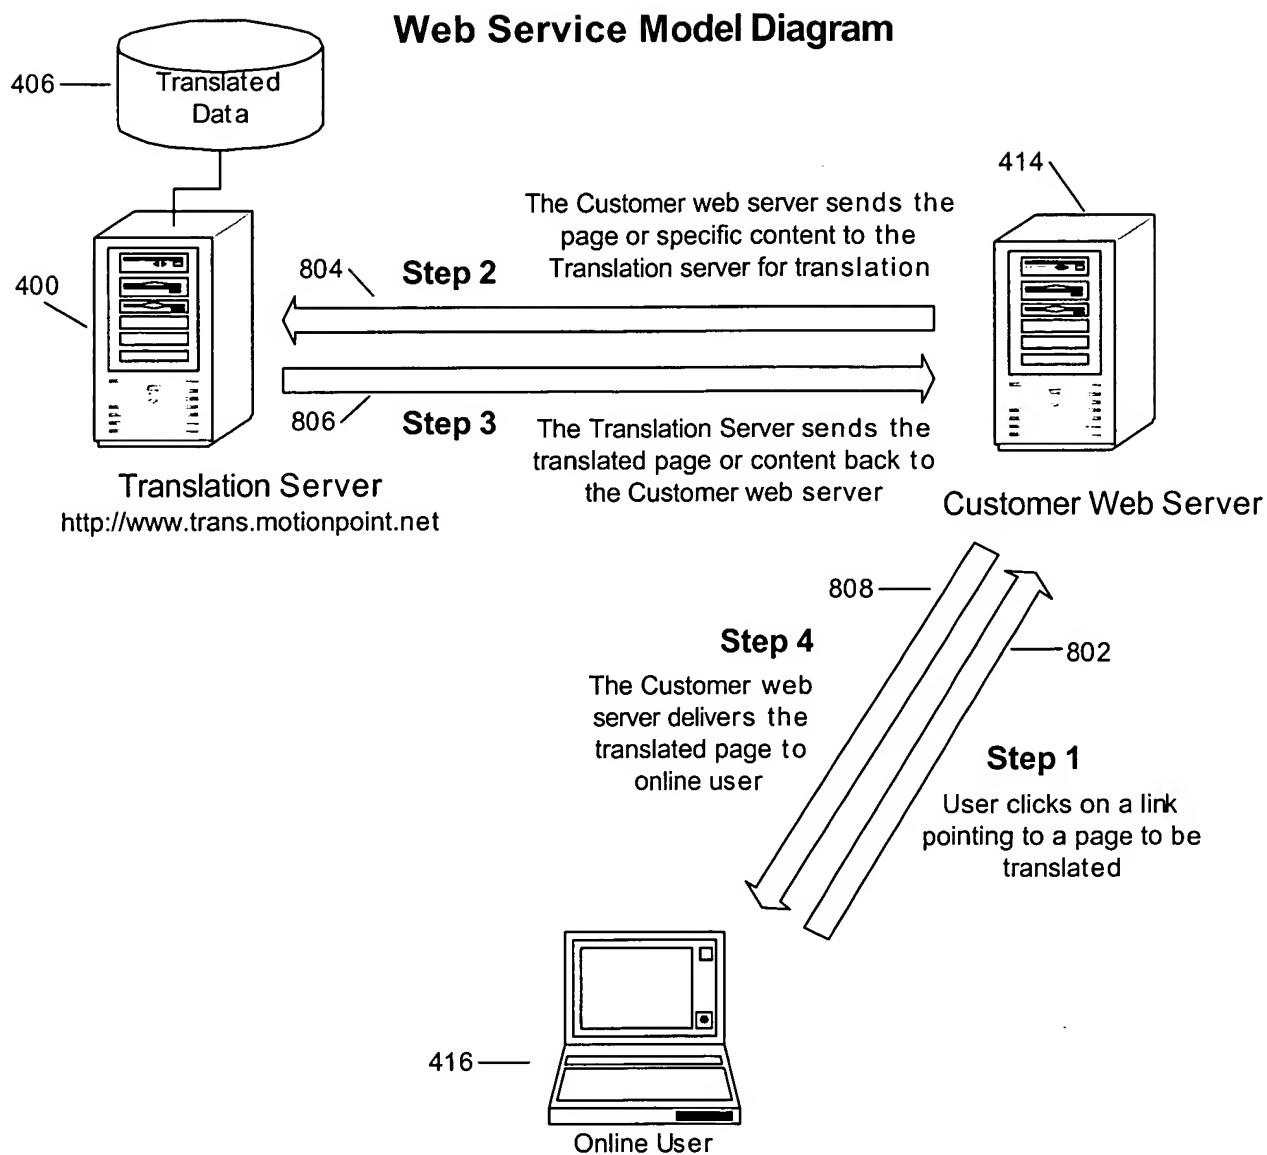 Web Service Model Diagram
406
Translated
Data
414
The Customer web server sends the
page or specific content to the
Translation server for translation
804
Step 2
400
806
Step 3
The Translation Server sends the
translated page or content back to
the Customer web server
Translation Server
http://www.trans.motionpoint.net
Customer Web Server
808
Step 4
802
The Customer web
server delivers the
translated page to
online user
Step 1
User clicks on a link
pointing to a page to be
translated
416
Online User